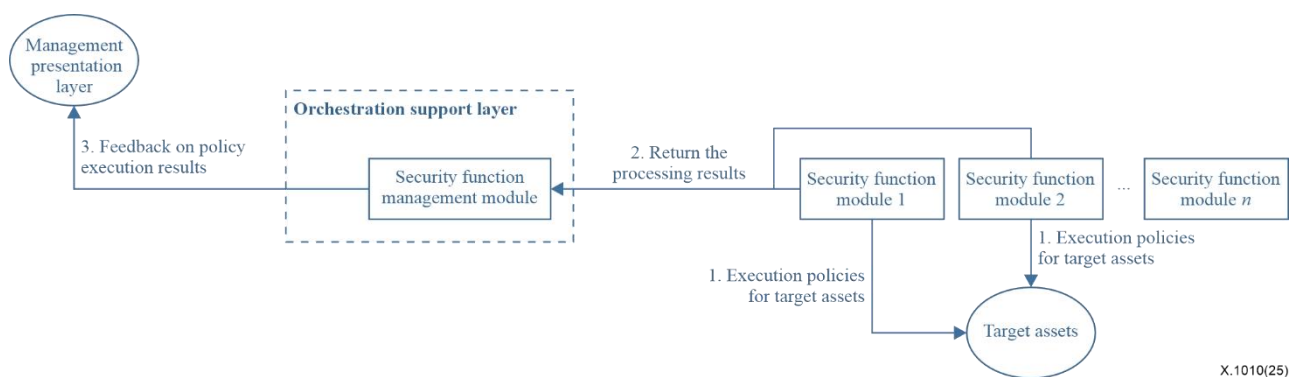 Management
presentation
layer
Orchestration support layer
3. Feedback on policy
execution results
Security function
management module
2. Return the
processing results
Security function
module 1
Security function
module 2
...
Security function
module n
1. Execution policies
for target assets
1. Execution policies
for target assets
Target assets
X.1010(25)